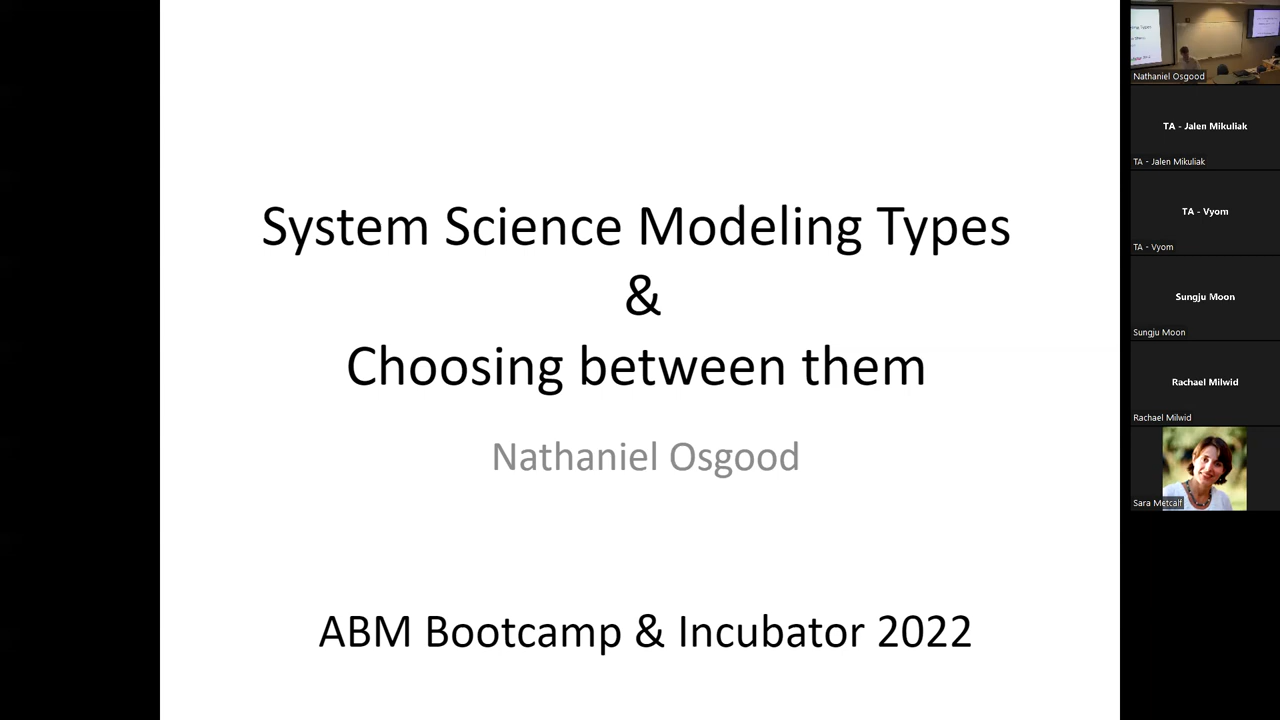 System Science Modeling Types
&
Choosing between them
Nathaniel Osgood
ABM Bootcamp & Incubator 2022
Nathaniel Osgood
TA - Jalen Mikuliak
TA - Jalen Mikuliak
TA - Vyom
TA - Vyom
Sungju Moon
Sungju Moon
Rachael Milwid
Rachael Milwid
Sara Metcalf